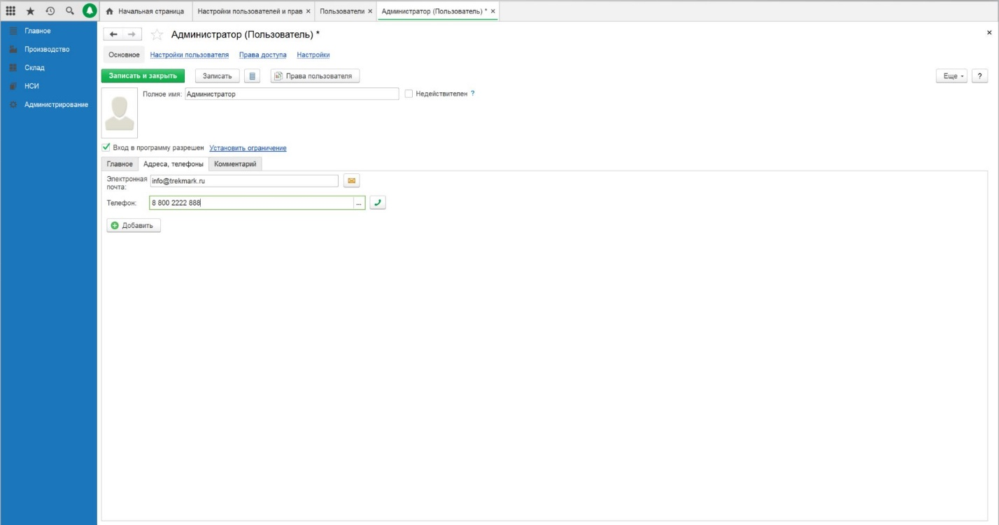 Начальная страница Настройки пользователей и прав × Пользователи × Администратор (Пользователь) * ×
Главное
Производство
Склад
НСИ
Администрирование
Администратор (Пользователь) *
Основное Настройки пользователя Права доступа Настройки
Записать и закрыть Записать Права пользователя Еще ?
Полное имя: Администратор Недействителен ?
Вход в программу разрешен Установить ограничение
Главное Адреса, телефоны Комментарий
Электронная
почта: info@trekmark.ru
Телефон: 8 800 2222 888 ...
Добавить